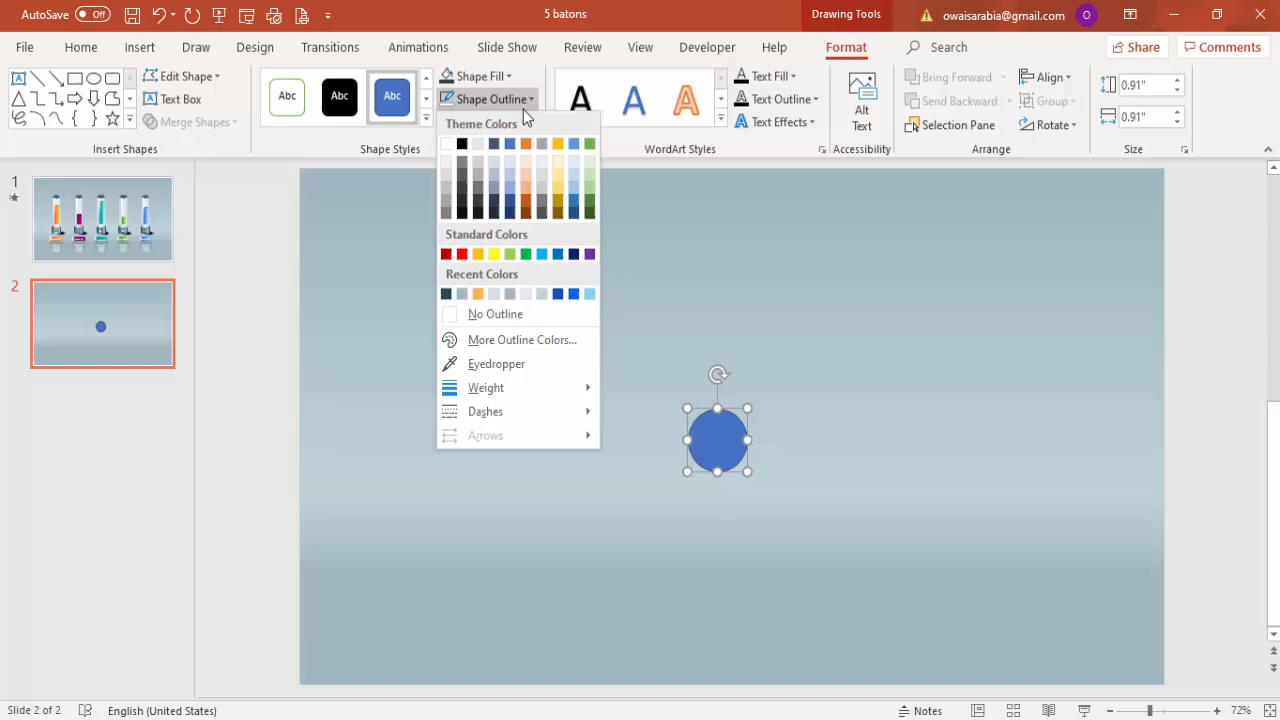 AutoSave Off 5 batons Drawing Tools owaisarabia@gmail.com O
File Home Insert Draw Design Transitions Animations Slide Show Review View Developer Help Format Search Share Comments
Edit Shape Abc Abc Abc Shape Fill A A A Text Fill Bring Forward Align 0.91"
A Text Box Shape Outline Text Outline Alt Text Send Backward Group 0.91"
Merge Shapes Text Effects Selection Pane Rotate
Insert Shapes Shape Styles WordArt Styles Accessibility Arrange Size
Theme Colors
Standard Colors
Recent Colors
No Outline
More Outline Colors...
Eyedropper
Weight
Dashes
Arrows
1
2
Slide 2 of 2 English (United States) Notes 72%